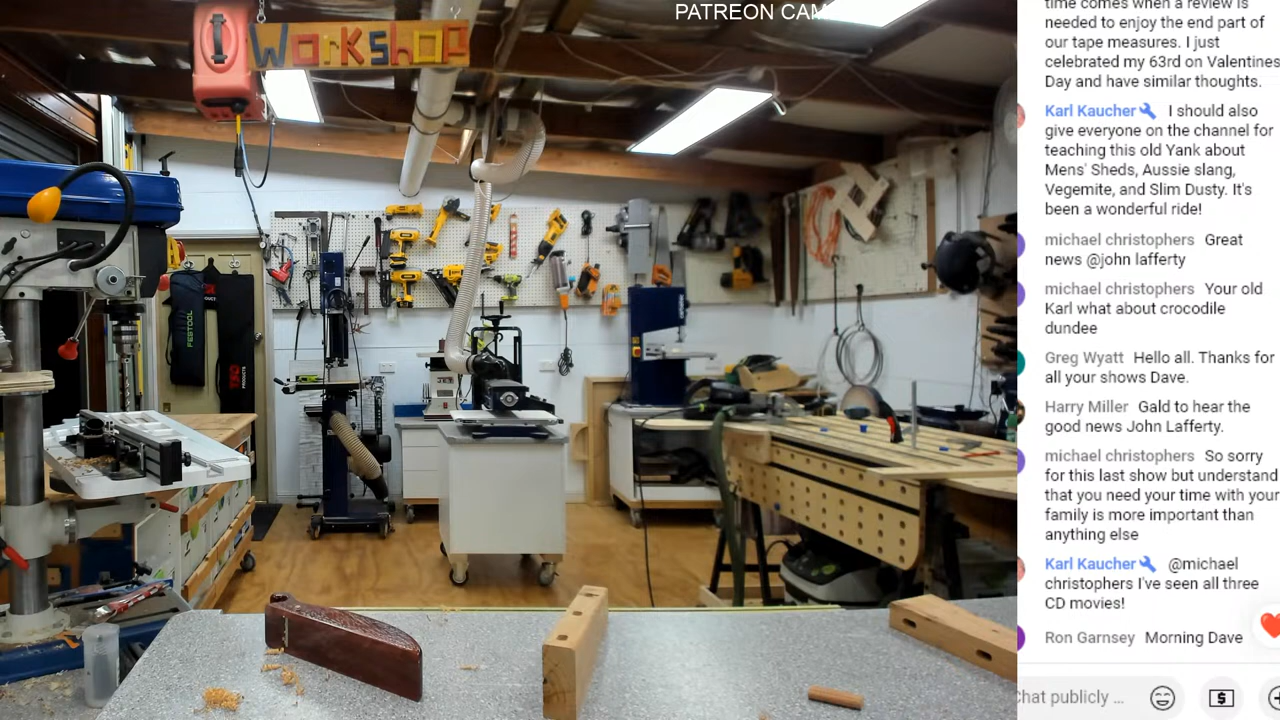 PATREON CAM
Workshop
FESTOOL
time comes when a review is
needed to enjoy the end part of
our tape measures. I just
celebrated my 63rd on Valentines
Day and have similar thoughts.
Karl Kaucher I should also
give everyone on the channel for
teaching this old Yank about
Mens' Sheds, Aussie slang,
Vegemite, and Slim Dusty. It's
been a wonderful ride!
michael christophers Great
news @john lafferty
michael christophers Your old
Karl what about crocodile
dundee
Greg Wyatt Hello all. Thanks for
all your shows Dave.
Harry Miller Gald to hear the
good news John Lafferty.
michael christophers So sorry
for this last show but understand
that you need your time with your
family is more important than
anything else
Karl Kaucher @michael
christophers I've seen all three
CD movies!
Ron Garnsey Morning Dave
Chat publicly ...